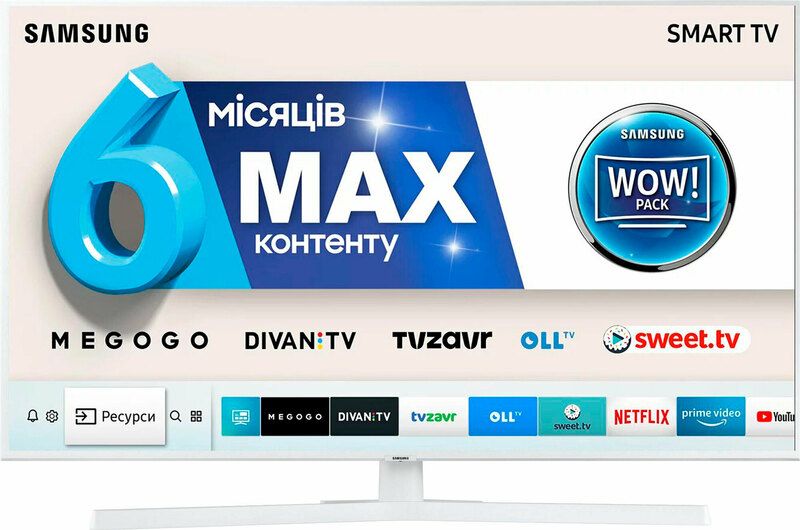 SAMSUNG
SMART TV
6
місяців
MAX
контенту
SAMSUNG
WOW!
PACK
MEGOGO
DIVAN:TV
TVZAVR
OLL TV
sweet.tv
Ресурси
MEGOGO
DIVAN:TV
tvzavr
OLL TV
sweet.tv
NETFLIX
prime video
YouTu
SAMSUNG